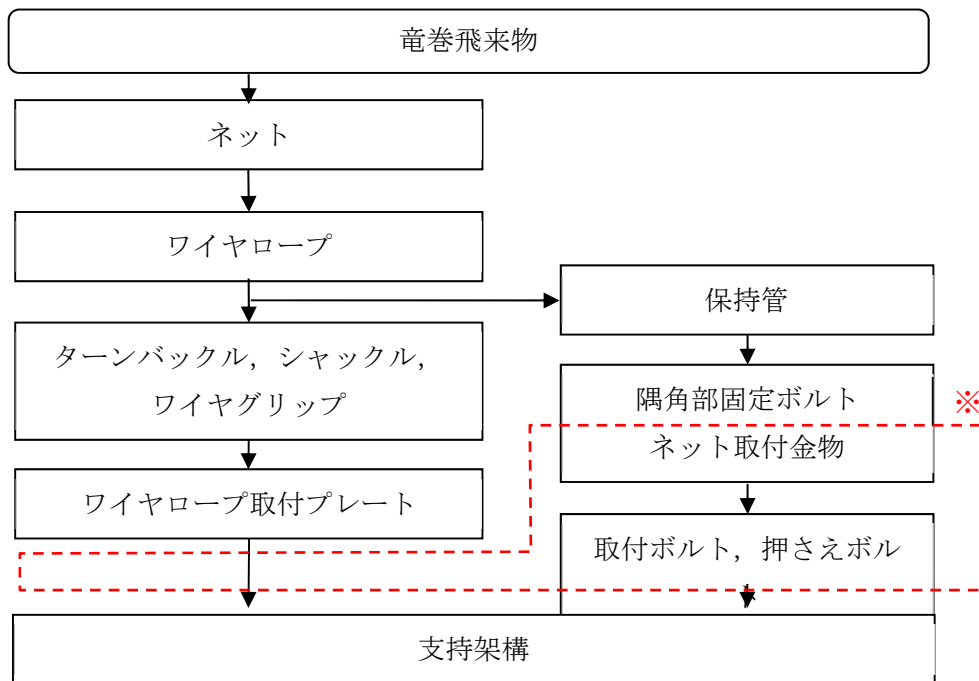 竜巻飛来物
ネット
ワイヤロープ
保持管
ターンバックル，シャックル，
ワイヤグリップ
隅角部固定ボルト
※
ネット取付金物
ワイヤロープ取付プレート
取付ボルト，押さえボル
支持架構